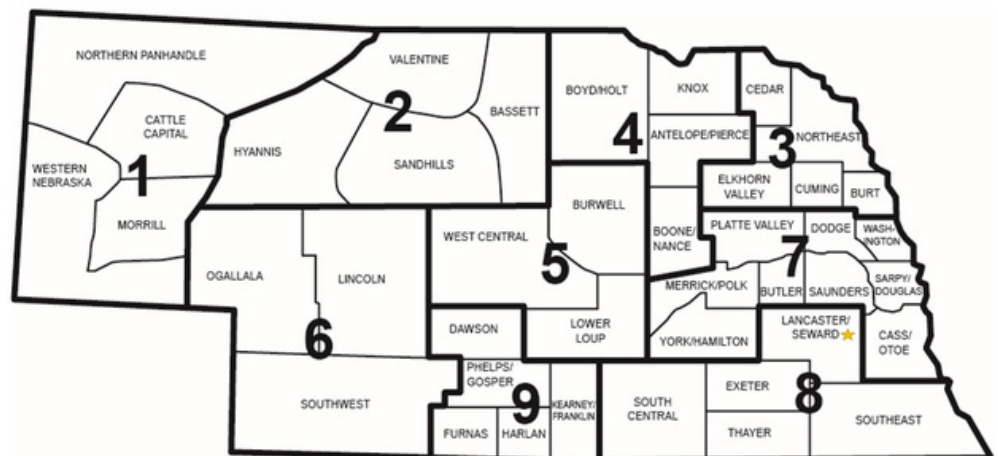 NORTHERN PANHANDLE
CATTLE
CAPITAL
WESTERN
NEBRASKA
1
MORRILL
VALENTINE
2
BASSETT
HYANNIS
SANDHILLS
BOYD/HOLT
KNOX
4
ANTELOPE/PIERCE
BOONE/
NANCE
CEDAR
3
NORTHEAST
ELKHORN
VALLEY
CUMING
BURT
BURWELL
WEST CENTRAL
5
LOWER
LOUP
PLATTE VALLEY
DODGE
WASH-
INGTON
7
MERRICK/POLK
BUTLER
SAUNDERS
SARPY/
DOUGLAS
YORK/HAMILTON
CASS/
OTOE
OGALLALA
LINCOLN
6
SOUTHWEST
DAWSON
PHELPS/
GOSPER
9
KEARNEY/
FRANKLIN
FURNAS
HARLAN
LANCASTER/
SEWARD
SOUTH
CENTRAL
EXETER
8
THAYER
SOUTHEAST